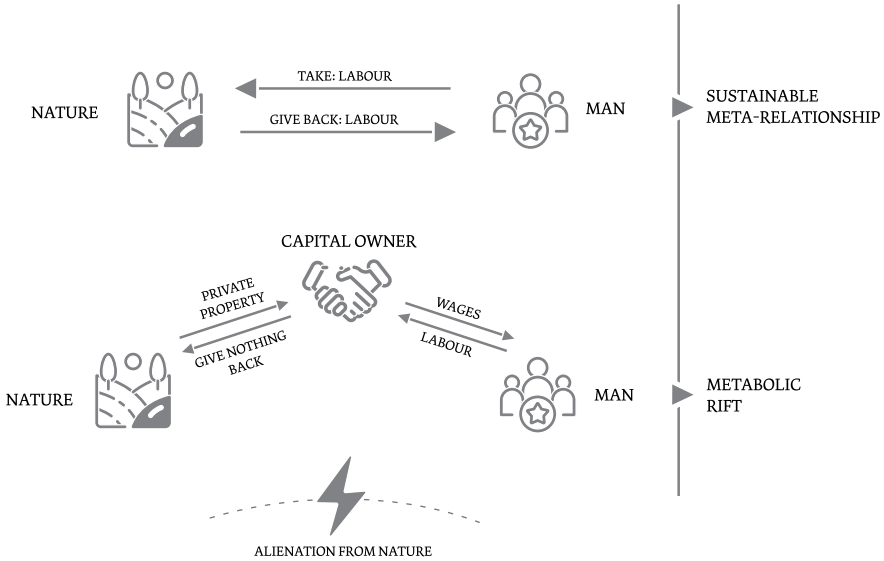 TAKE: LABOUR
NATURE
MAN
GIVE BACK: LABOUR
SUSTAINABLE
META-RELATIONSHIP
CAPITAL OWNER
PRIVATE
PROPERTY
GIVE NOTHING
BACK
WAGES
LABOUR
NATURE
MAN
METABOLIC
RIFT
ALIENATION FROM NATURE